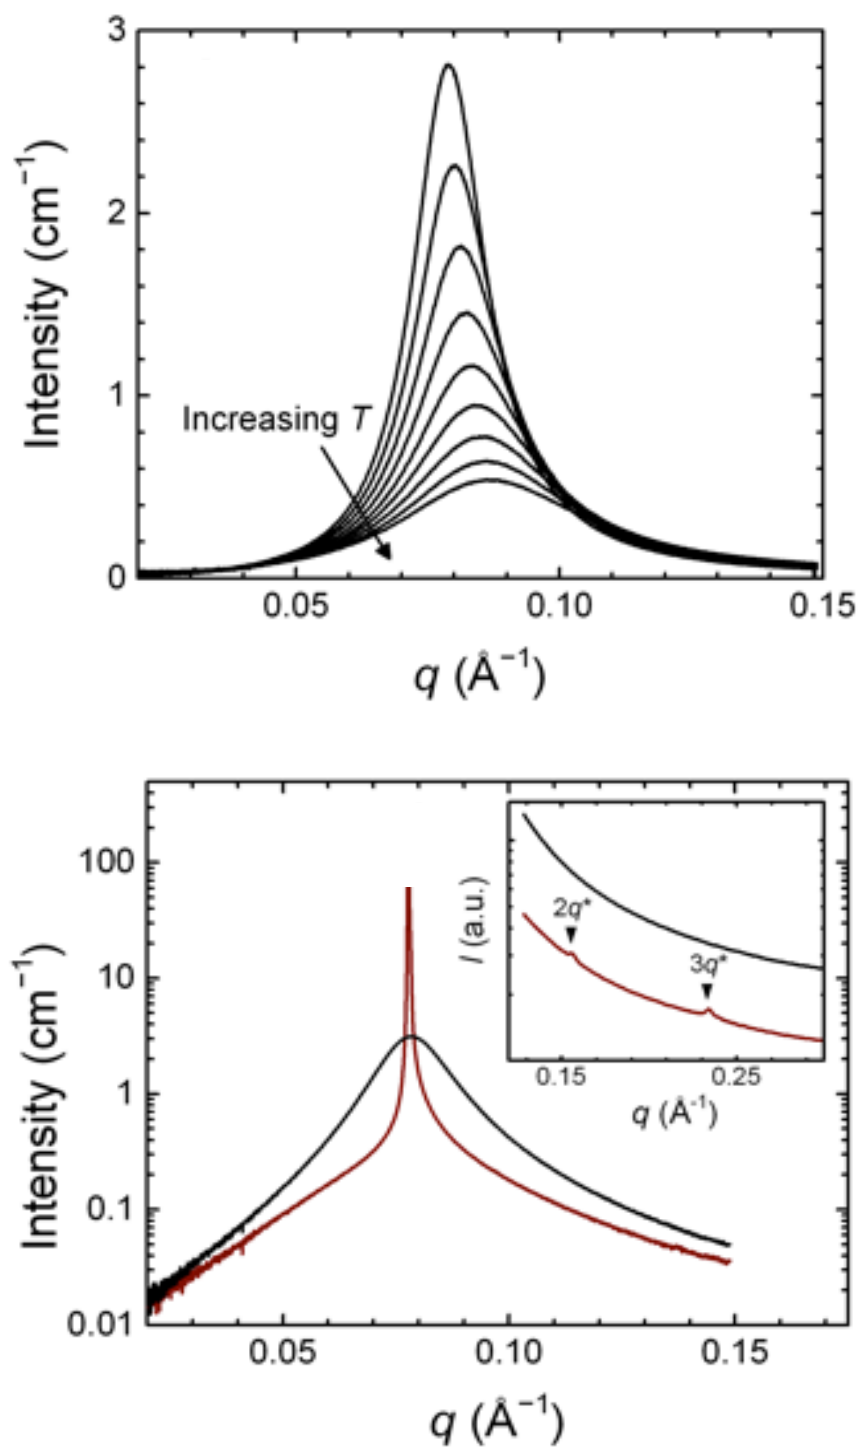 3
2
1
0
Intensity (cm⁻¹)
Increasing T
0.05 0.10 0.15
q (Å⁻¹)
100
10
1
0.1
0.01
Intensity (cm⁻¹)
I (a.u.)
2q*
3q*
0.15 0.25
q (Å⁻¹)
0.05 0.10 0.15
q (Å⁻¹)